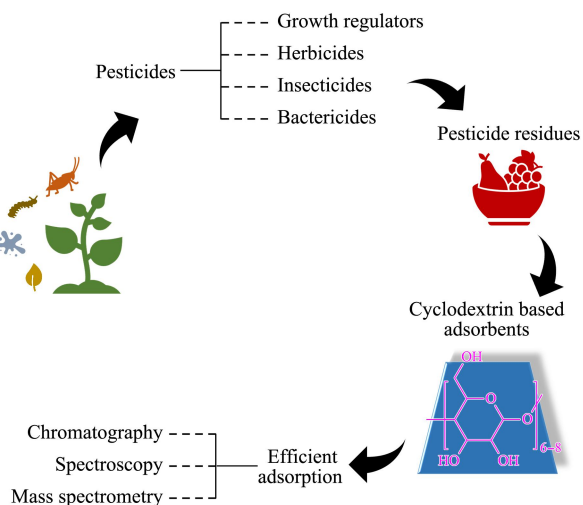 Growth regulators
Herbicides
Pesticides
Insecticides
Bactericides
Pesticide residues
Cyclodextrin based
adsorbents
OH
O
O
HO
OH
6–8
Chromatography
Spectroscopy
Mass spectrometry
Efficient
adsorption